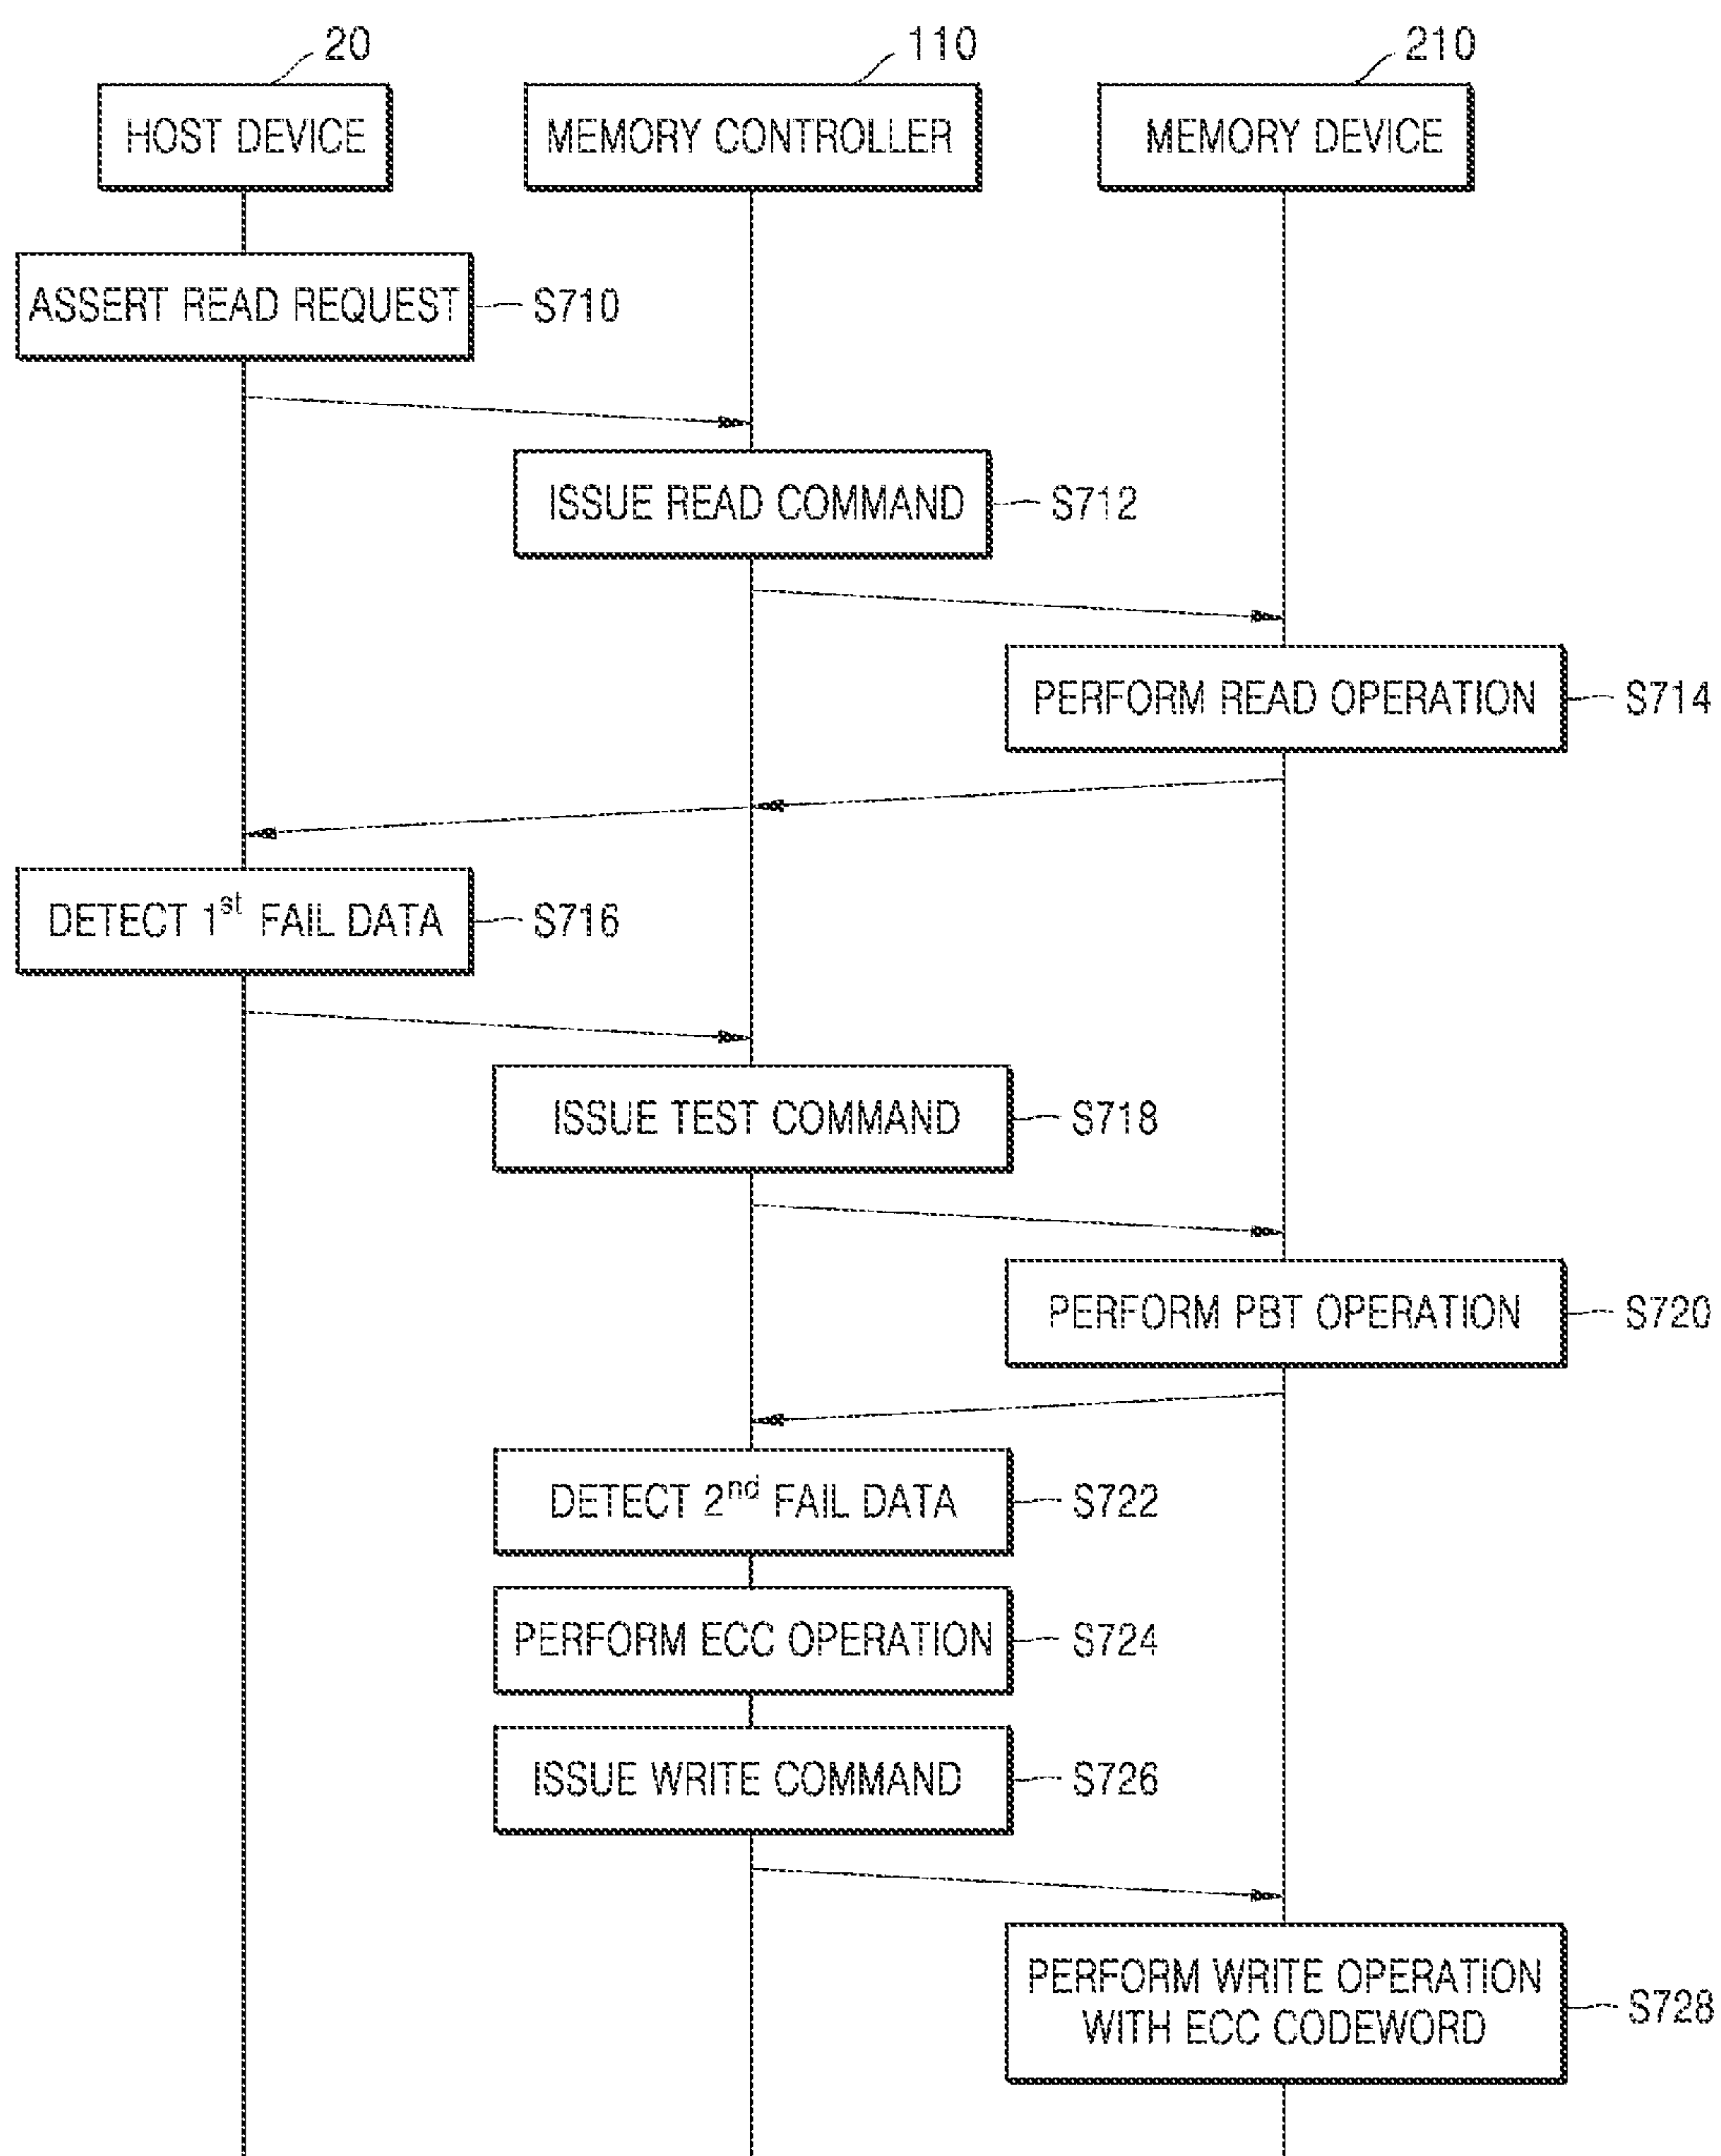 20
110
210
HOST DEVICE
MEMORY CONTROLLER
MEMORY DEVICE
ASSERT READ REQUEST
S710
ISSUE READ COMMAND
S712
PERFORM READ OPERATION
S714
DETECT 1st FAIL DATA
S716
ISSUE TEST COMMAND
S718
PERFORM PBT OPERATION
S720
DETECT 2nd FAIL DATA
S722
PERFORM ECC OPERATION
S724
ISSUE WRITE COMMAND
S726
PERFORM WRITE OPERATION
WITH ECC CODEWORD
S728